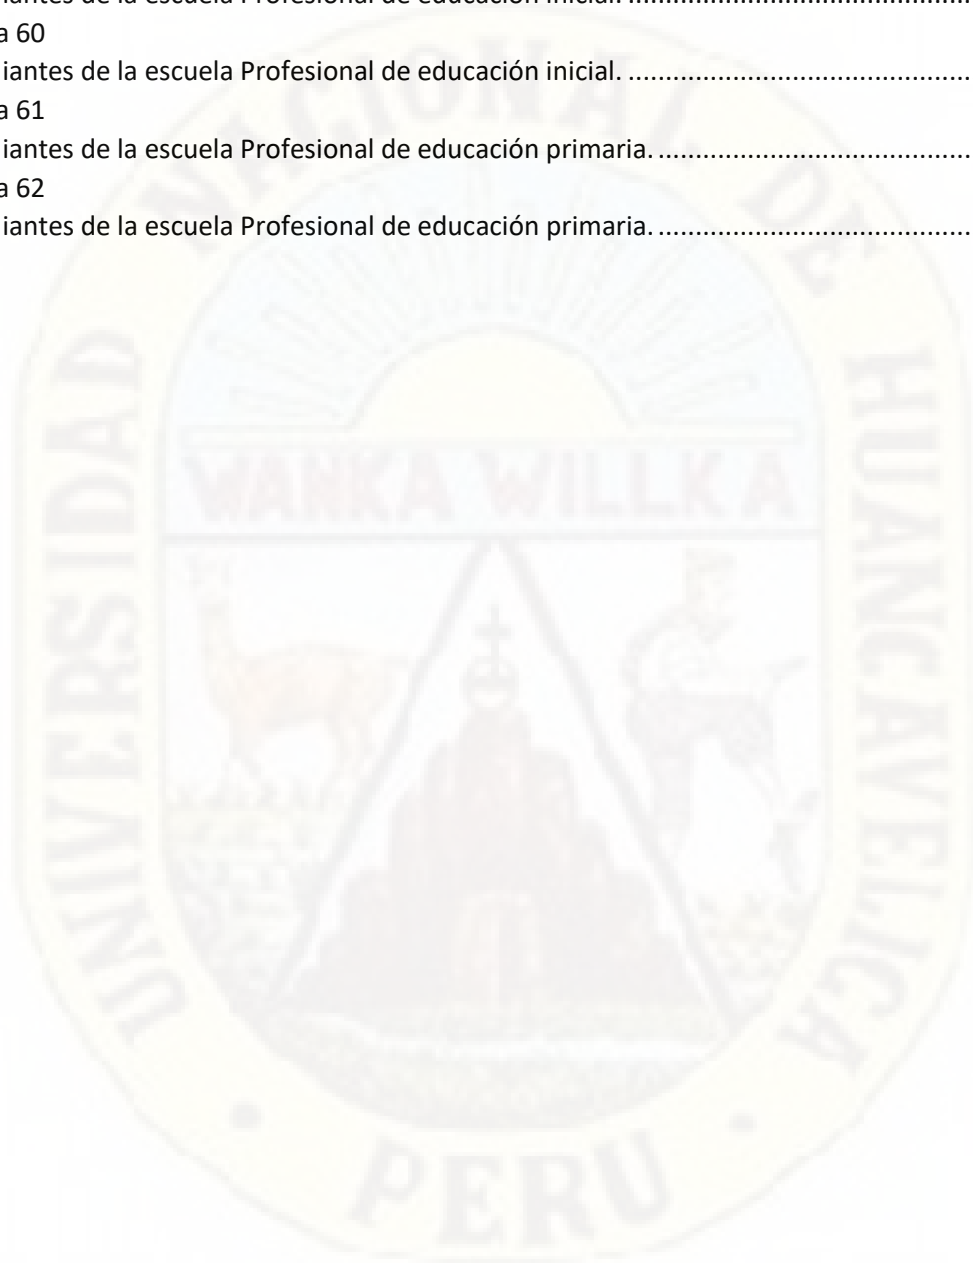 iantes de la escuela Profesional de educación inicial. ..........................................
a 60
iantes de la escuela Profesional de educación inicial. ..........................................
a 61
iantes de la escuela Profesional de educación primaria. ......................................
a 62
iantes de la escuela Profesional de educación primaria. ......................................
UNIVERSIDAD NACIONAL DE HUANCAVELICA
WANKA WILLKA
PERU